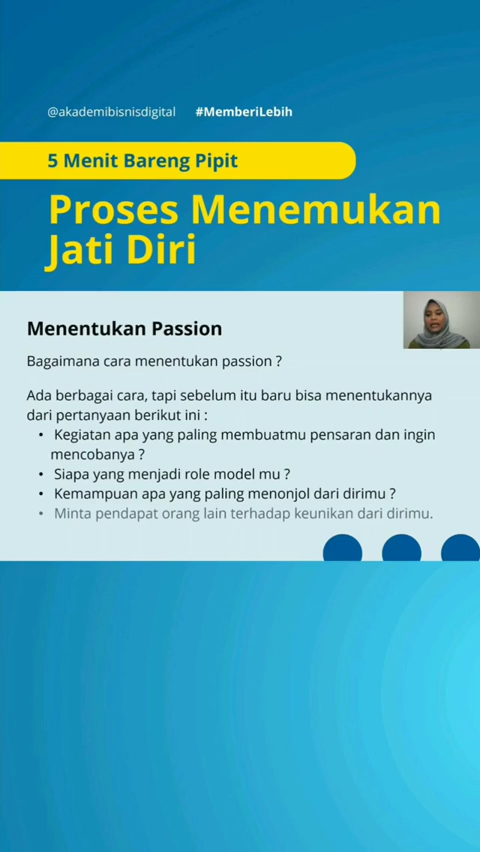 @akademibisnisdigital #MemberiLebih
5 Menit Bareng Pipit
Proses Menemukan
Jati Diri
Menentukan Passion
Bagaimana cara menentukan passion ?
Ada berbagai cara, tapi sebelum itu baru bisa menentukannya
dari pertanyaan berikut ini :
• Kegiatan apa yang paling membuatmu pensaran dan ingin
mencobanya ?
• Siapa yang menjadi role model mu ?
• Kemampuan apa yang paling menonjol dari dirimu ?
• Minta pendapat orang lain terhadap keunikan dari dirimu.